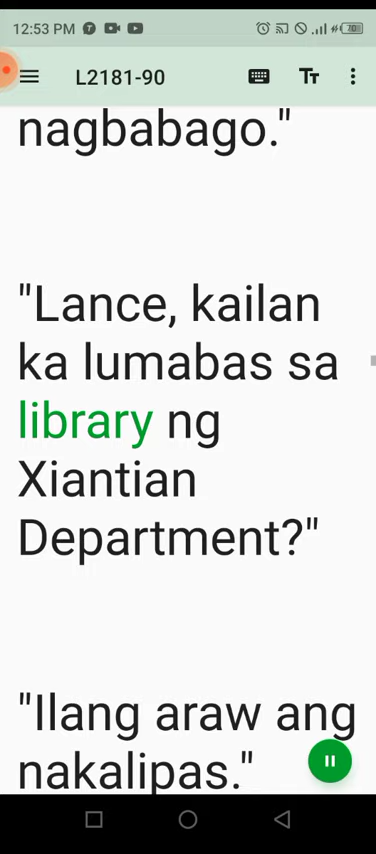 12:53 PM
70
L2181-90
nagbabago."
"Lance, kailan
ka lumabas sa
library ng
Xiantian
Department?"
"Ilang araw ang
nakalipas."